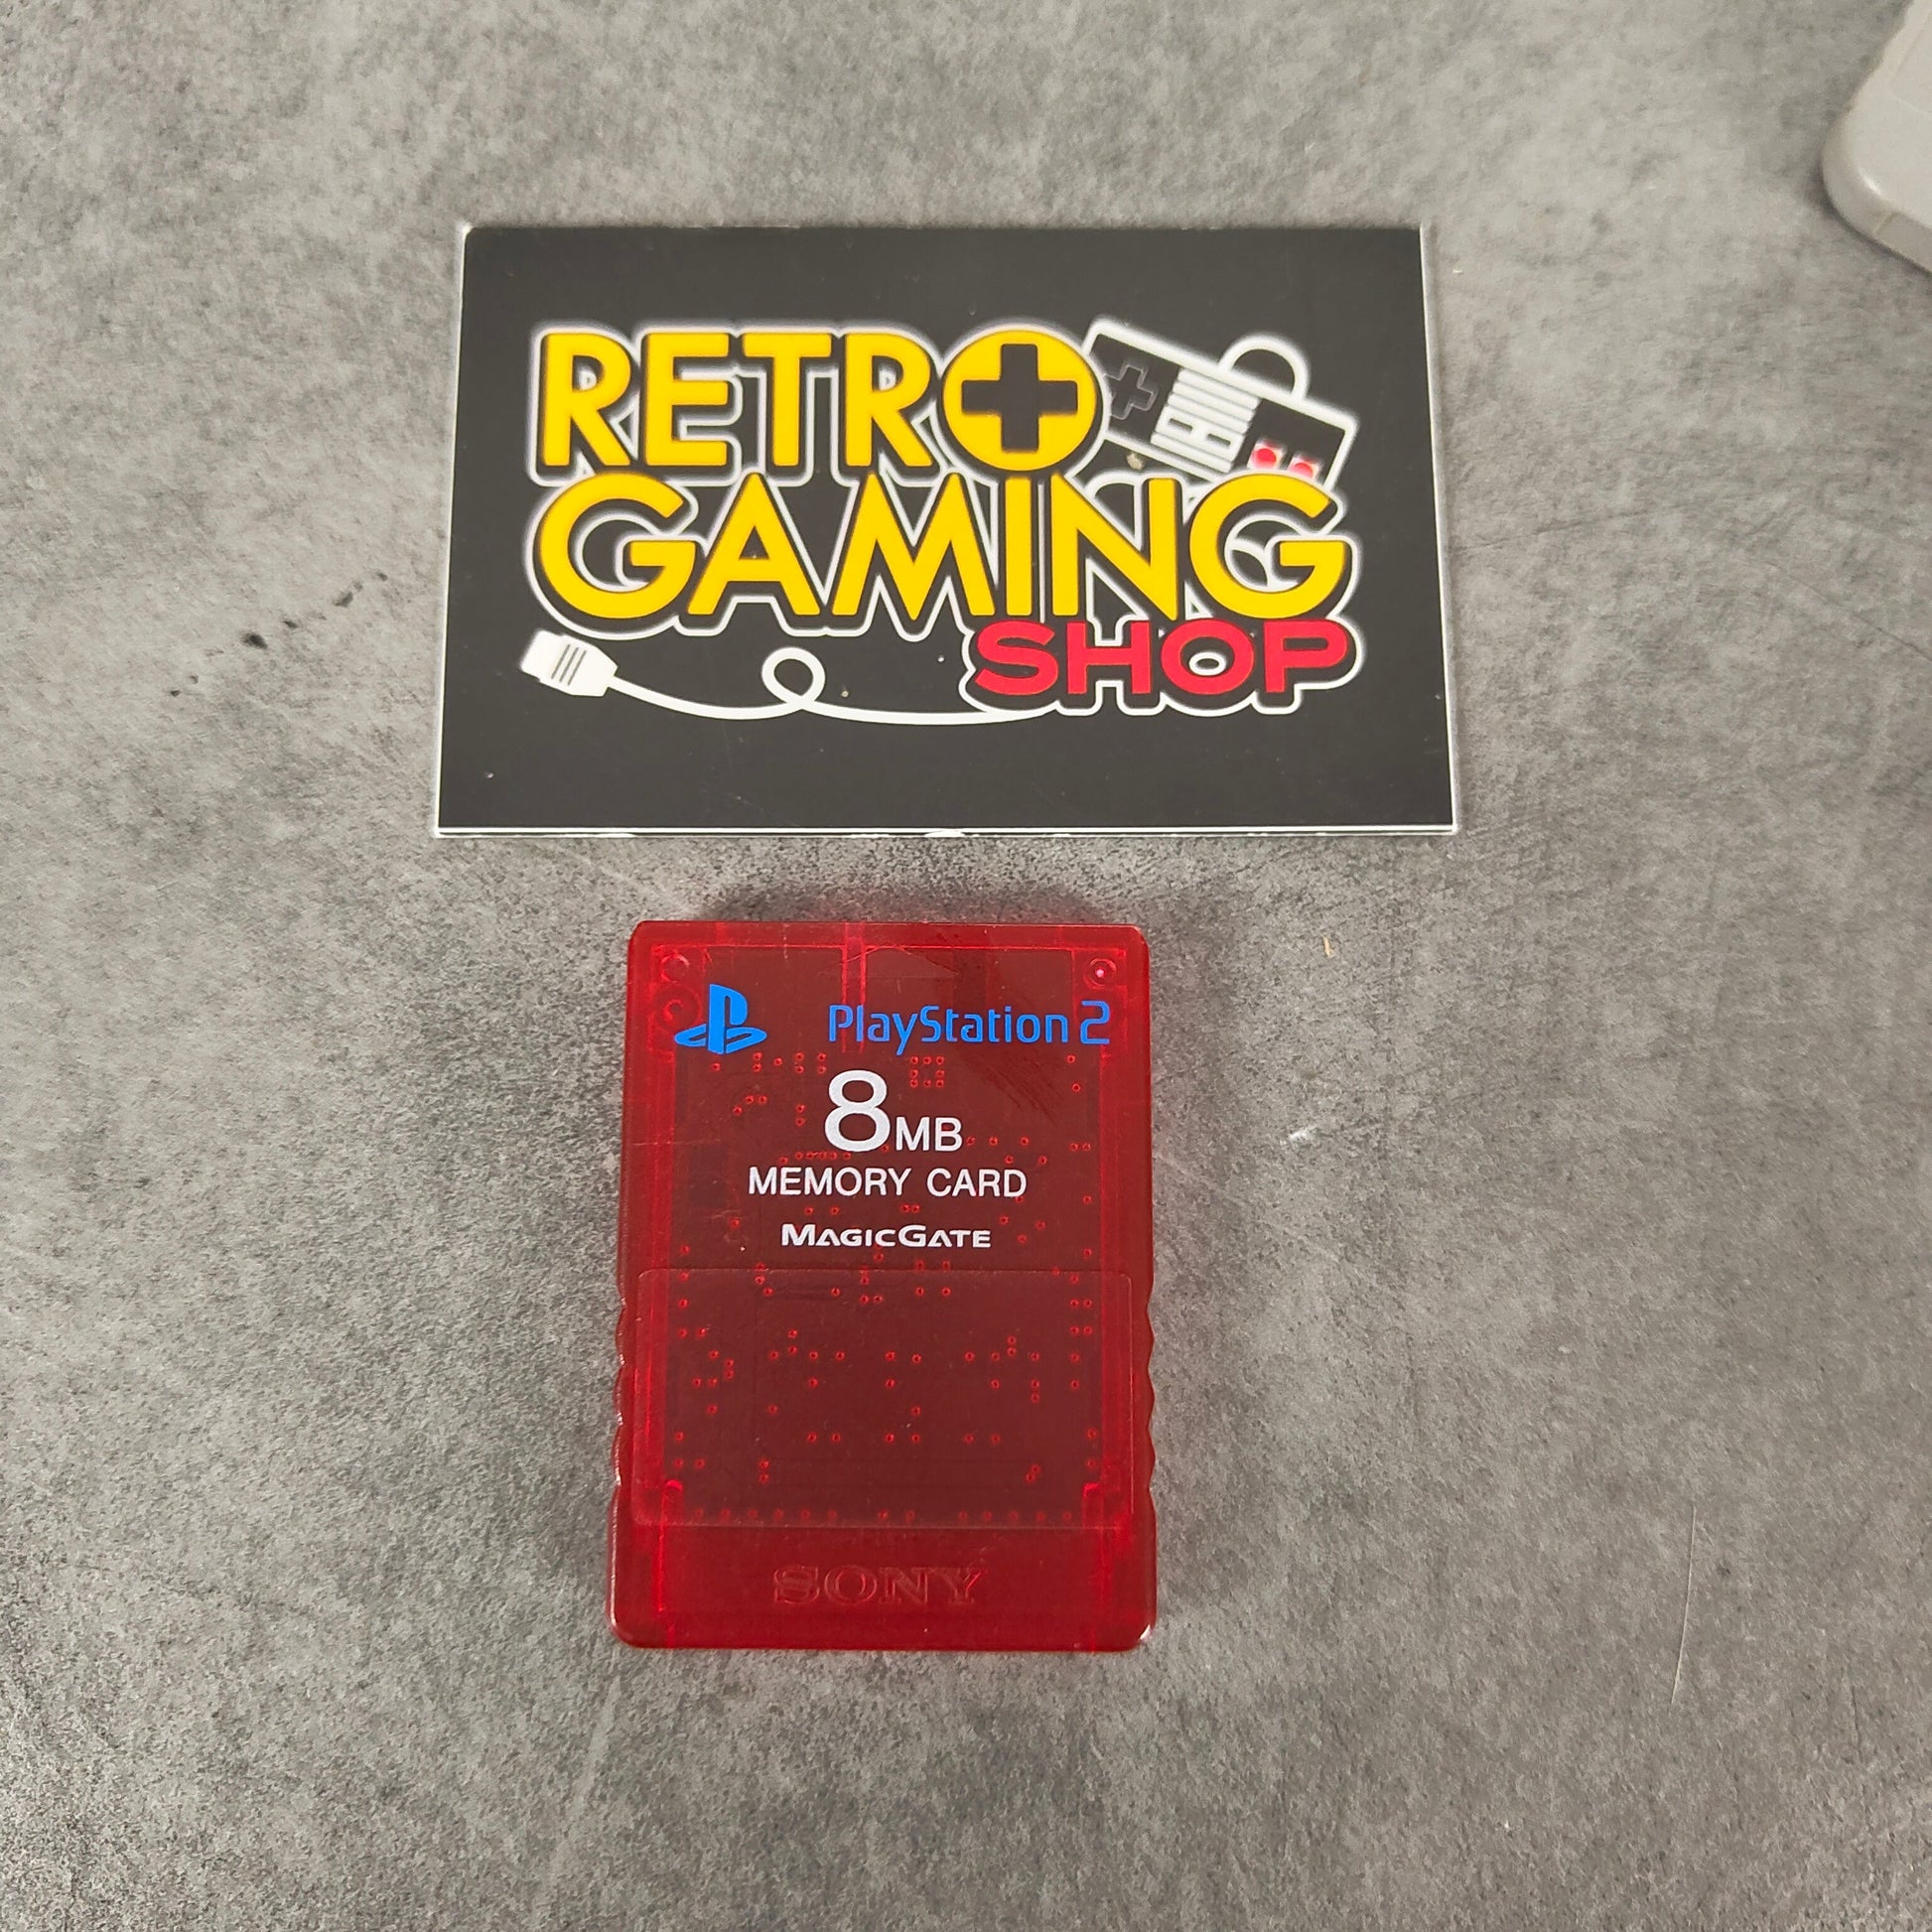 RETRO
GAMING
SHOP
PlayStation 2
8MB
MEMORY CARD
MAGICGATE
SONY